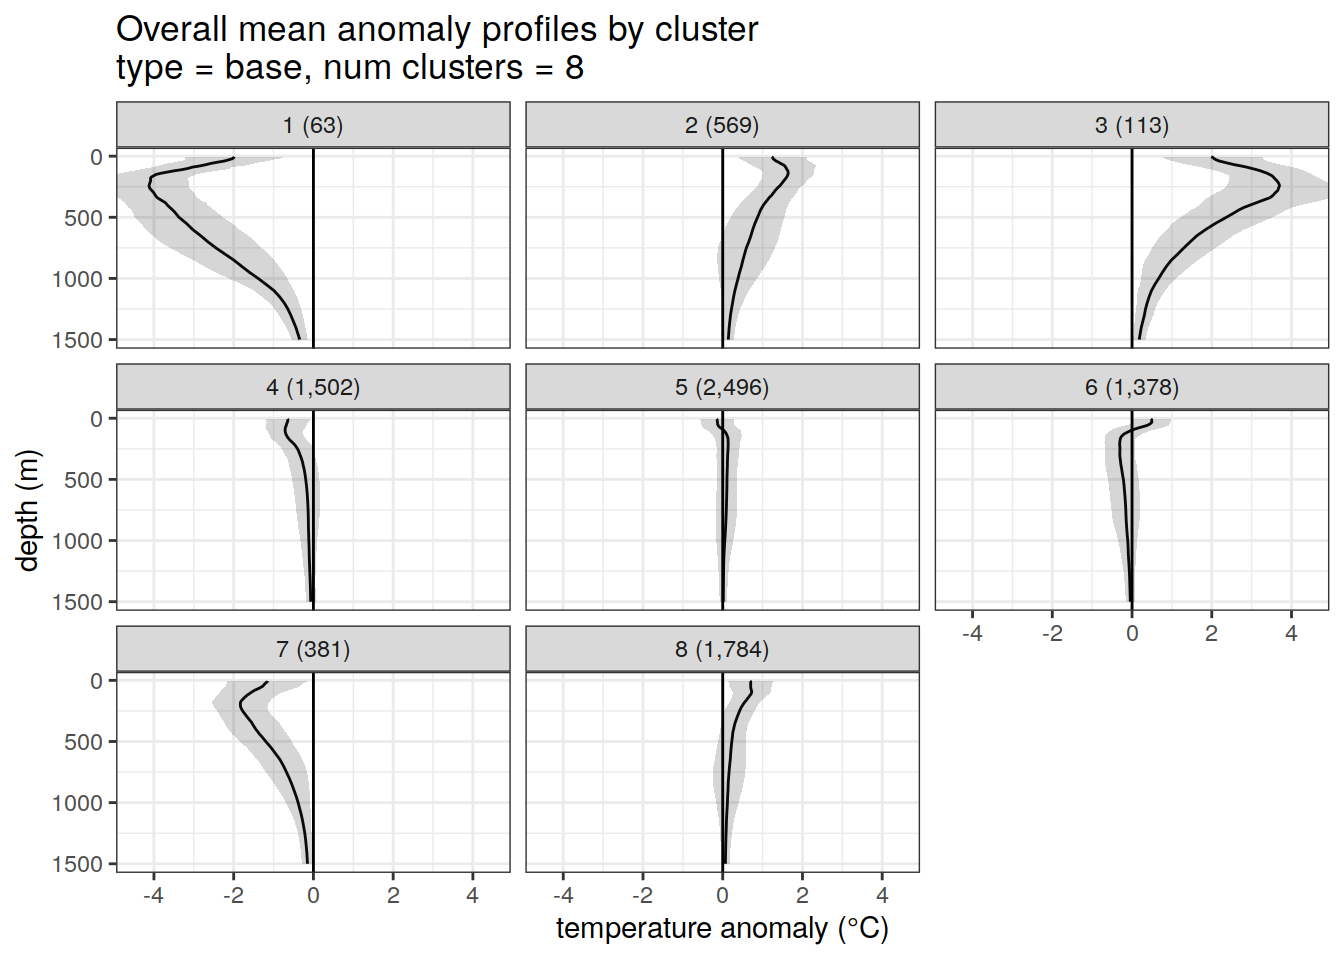 Overall mean anomaly profiles by cluster
type = base, num clusters = 8
1 (63)
2 (569)
3 (113)
0
500
1000
1500
4 (1,502)
5 (2,496)
6 (1,378)
0
500
1000
1500
-4 -2 0 2 4
7 (381)
8 (1,784)
0
500
1000
1500
-4 -2 0 2 4
-4 -2 0 2 4
depth (m)
temperature anomaly (°C)